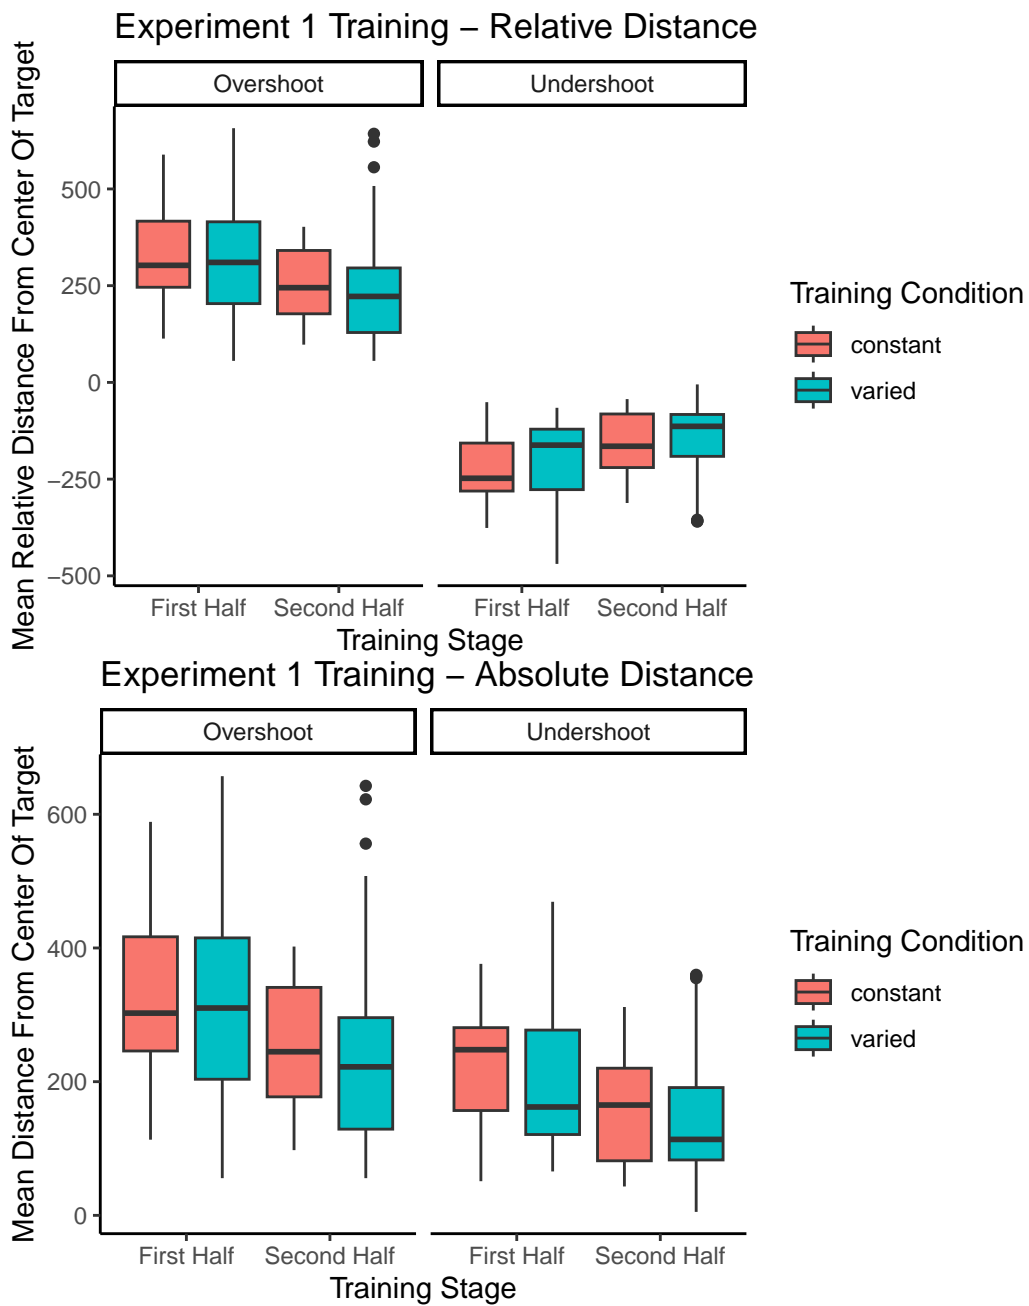 Experiment 1 Training – Relative Distance
Overshoot
Undershoot
Mean Relative Distance From Center Of Target
500
250
0
−250
−500
First Half
Second Half
First Half
Second Half
Training Stage
Training Condition
constant
varied
Experiment 1 Training – Absolute Distance
Overshoot
Undershoot
Mean Distance From Center Of Target
600
400
200
0
First Half
Second Half
First Half
Second Half
Training Stage
Training Condition
constant
varied